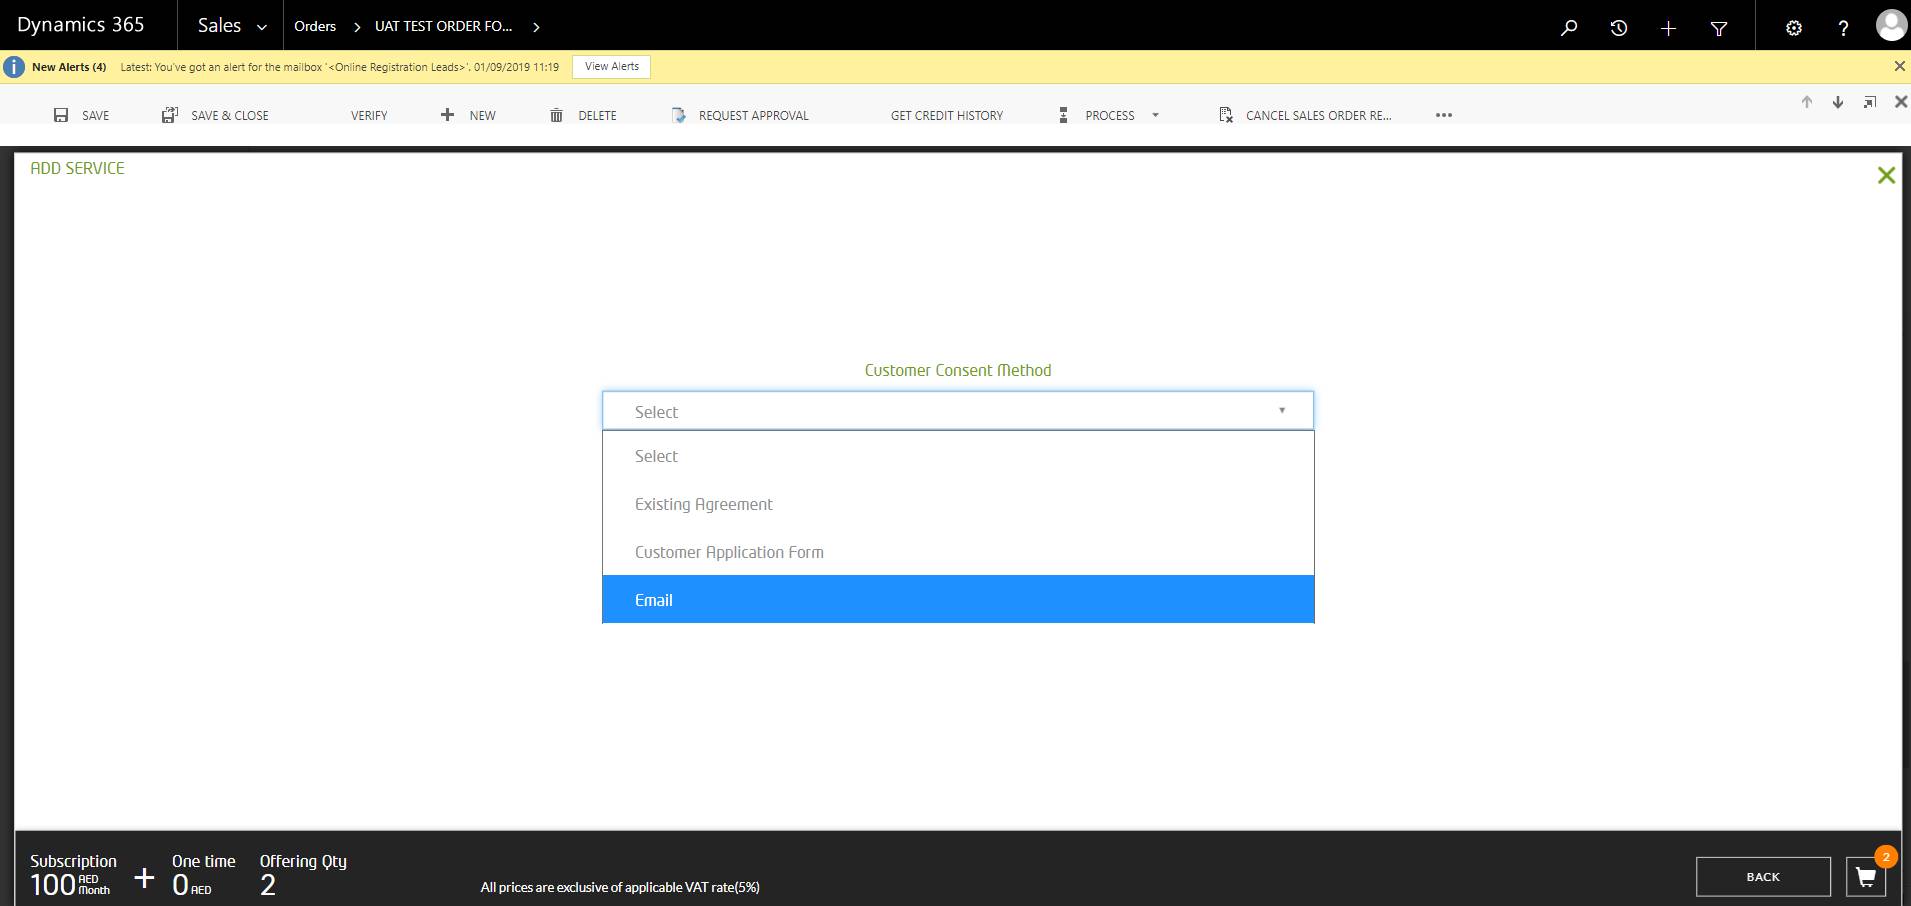 Dynamics 365 Sales Orders UAT TEST ORDER FO...
New Alerts (4) Latest: You've got an alert for the mailbox '<Online Registration Leads>'. 01/09/2019 11:19 View Alerts
SAVE SAVE & CLOSE VERIFY NEW DELETE REQUEST APPROVAL GET CREDIT HISTORY PROCESS CANCEL SALES ORDER RE... •••
ADD SERVICE
Customer Consent Method
Select
Select
Existing Agreement
Customer Application Form
Email
Subscription
100 AED Month
+
One time
0 AED
Offering Qty
2
All prices are exclusive of applicable VAT rate(5%)
BACK
2